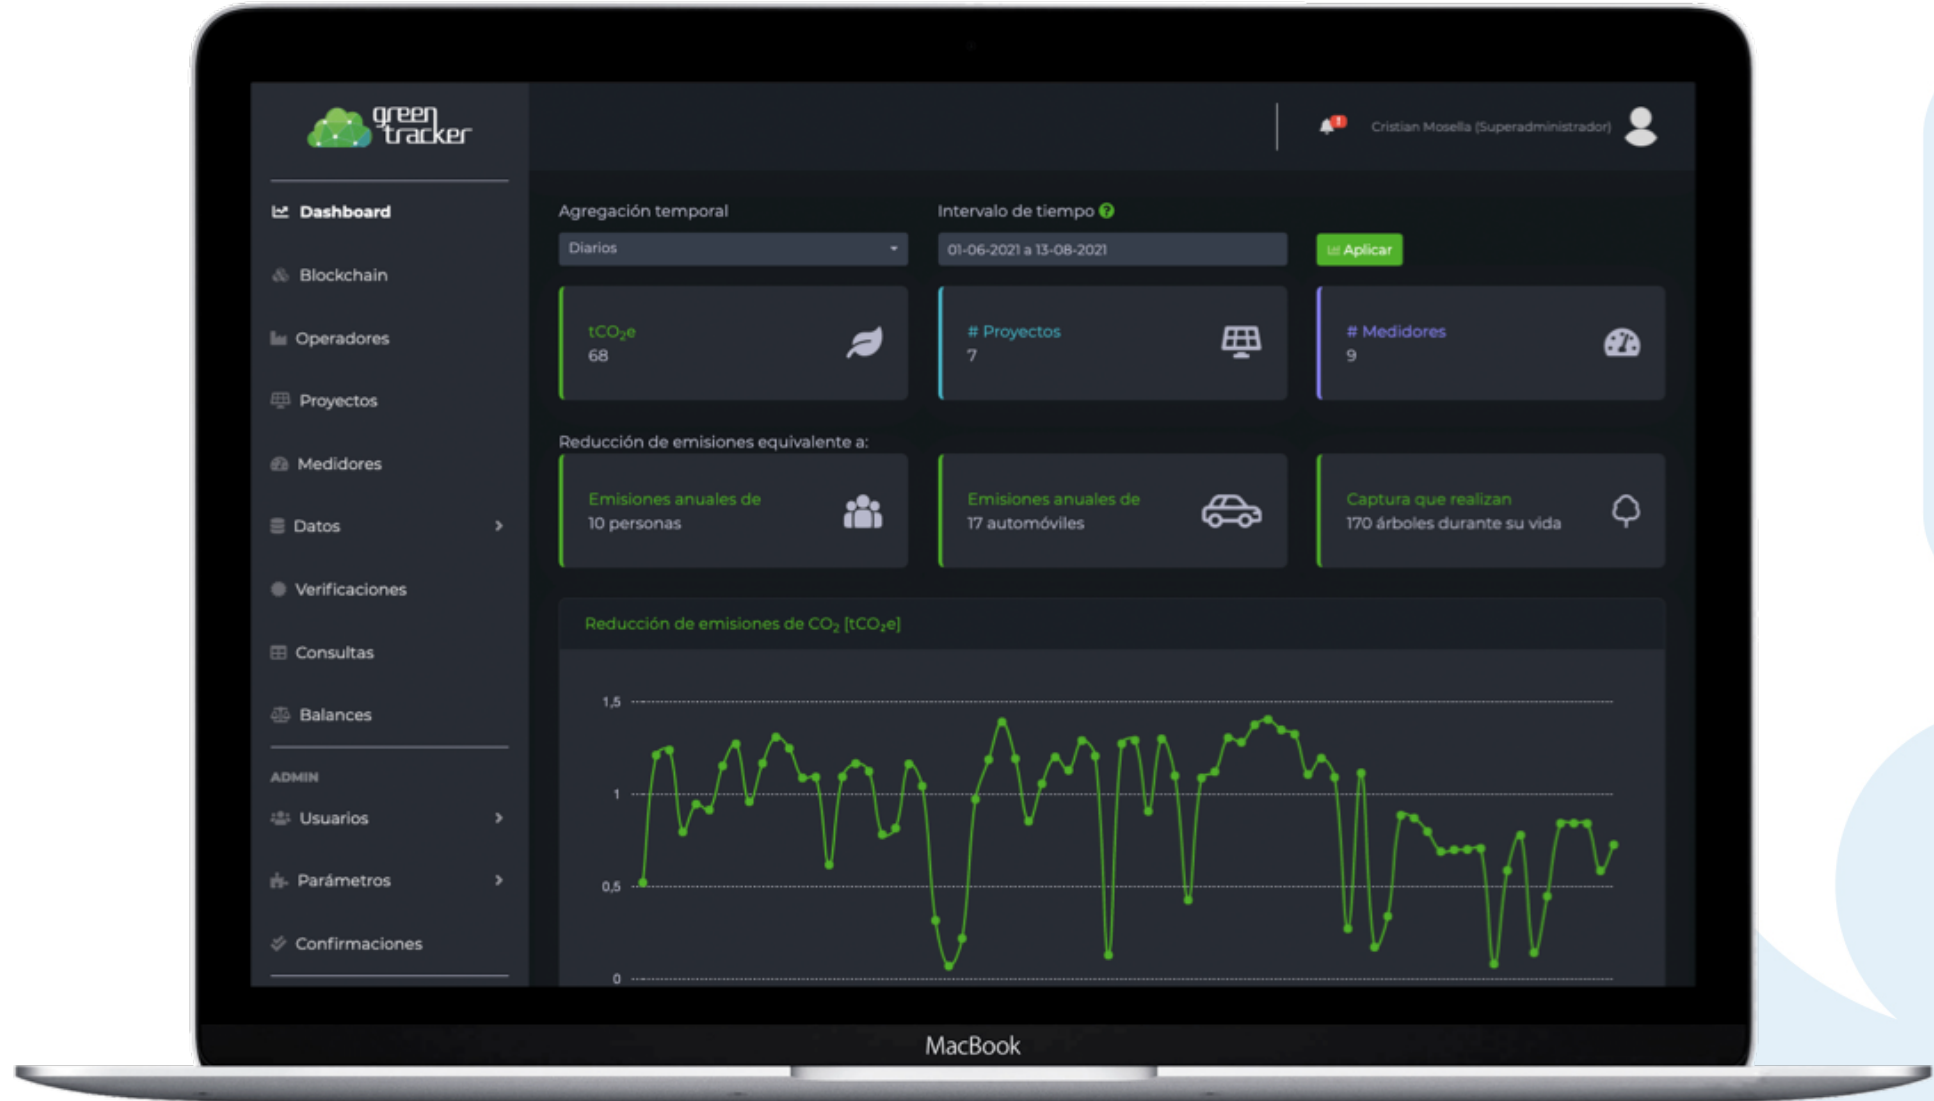 green
tracker
Cristian Mosella (Superadministrador)
Dashboard
Blockchain
Operadores
Proyectos
Medidores
Datos
Verificaciones
Consultas
Balances
ADMIN
Usuarios
Parámetros
Confirmaciones
Agregación temporal
Diarios
Intervalo de tiempo ?
01-06-2021 a 13-08-2021
Aplicar
tCO₂e
68
# Proyectos
7
# Medidores
9
Reducción de emisiones equivalente a:
Emisiones anuales de
10 personas
Emisiones anuales de
17 automóviles
Captura que realizan
170 árboles durante su vida
Reducción de emisiones de CO₂ [tCO₂e]
1,5
1
0,5
0
MacBook